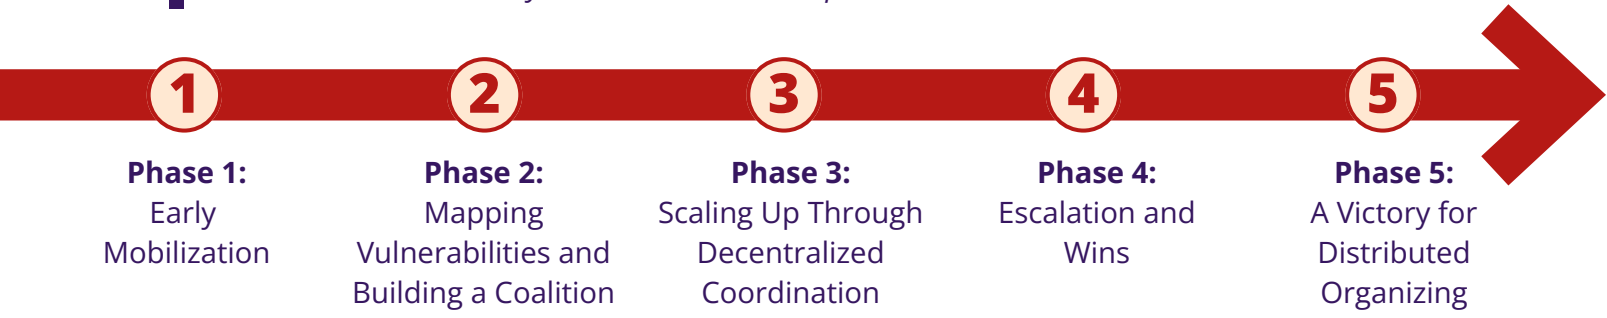 1
2
3
4
5
Phase 1:
Early
Mobilization
Phase 2:
Mapping
Vulnerabilities and
Building a Coalition
Phase 3:
Scaling Up Through
Decentralized
Coordination
Phase 4:
Escalation and
Wins
Phase 5:
A Victory for
Distributed
Organizing